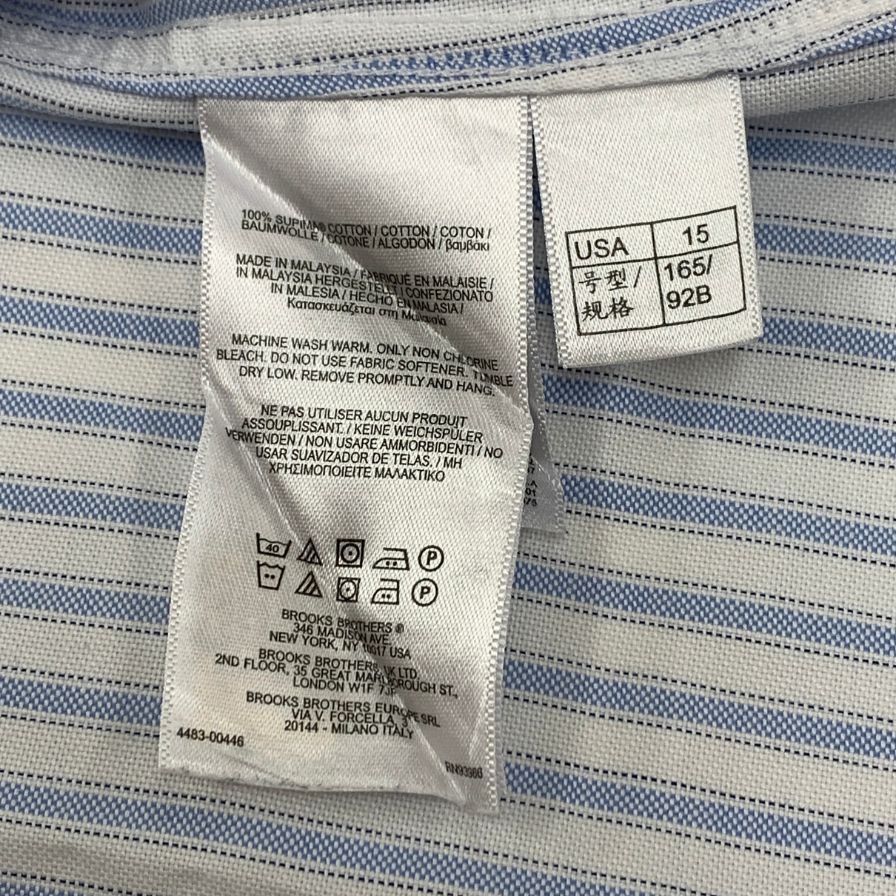 100% SUPIMA® COTTON / COTTON / COTON /
BAUMWOLLE / COTONE / ALGODON / βαμβάκι
MADE IN MALAYSIA / FABRIQUÉ EN MALAISIE /
IN MALAYSIA HERGESTELLT / CONFEZIONATO
IN MALESIA / HECHO EN MALASIA /
Κατασκευάζεται στη Μαλαισία
MACHINE WASH WARM. ONLY NON CHLORINE
BLEACH. DO NOT USE FABRIC SOFTENER. TUMBLE
DRY LOW. REMOVE PROMPTLY AND HANG.
NE PAS UTILISER AUCUN PRODUIT
ASSOUPLISSANT. / KEINE WEICHSPÜLER
VERWENDEN / NON USARE AMMORBIDENTI / NO
USAR SUAVIZADOR DE TELAS. / ΜΗ
ΧΡΗΣΙΜΟΠΟΙΕΙΤΕ ΜΑΛΑΚΤΙΚΟ
40 P
P
BROOKS BROTHERS ®
346 MADISON AVE.
NEW YORK, NY 10017 USA
BROOKS BROTHERS UK LTD.
2ND FLOOR, 35 GREAT MARLBOROUGH ST.,
LONDON W1F 7JF
BROOKS BROTHERS EUROPE SRL
VIA V. FORCELLA, 3
20144 - MILANO ITALY
4483-00446
USA 15
号型/ 165/
规格 92B